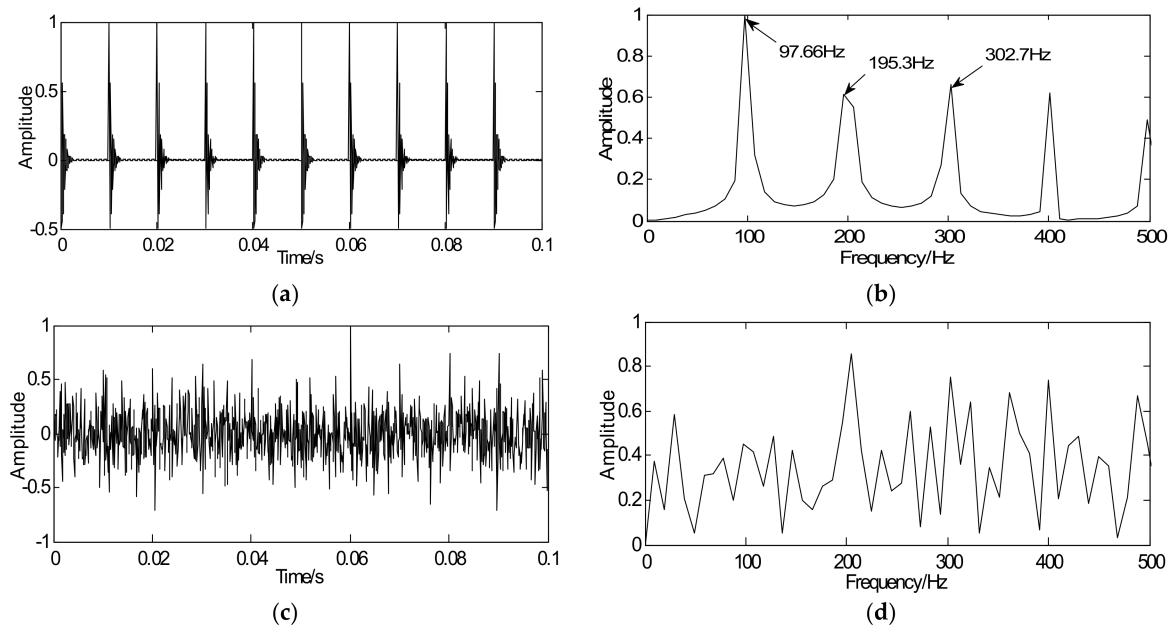 1
0.5
0
-0.5
Amplitude
0 0.02 0.04 0.06 0.08 0.1
Time/s
(a)
1
0.8
0.6
0.4
0.2
0
Amplitude
97.66Hz
195.3Hz
302.7Hz
0 100 200 300 400 500
Frequency/Hz
(b)
1
0.5
0
-0.5
-1
Amplitude
0 0.02 0.04 0.06 0.08 0.1
Time/s
(c)
1
0.8
0.6
0.4
0.2
0
Amplitude
0 100 200 300 400 500
Frequency/Hz
(d)